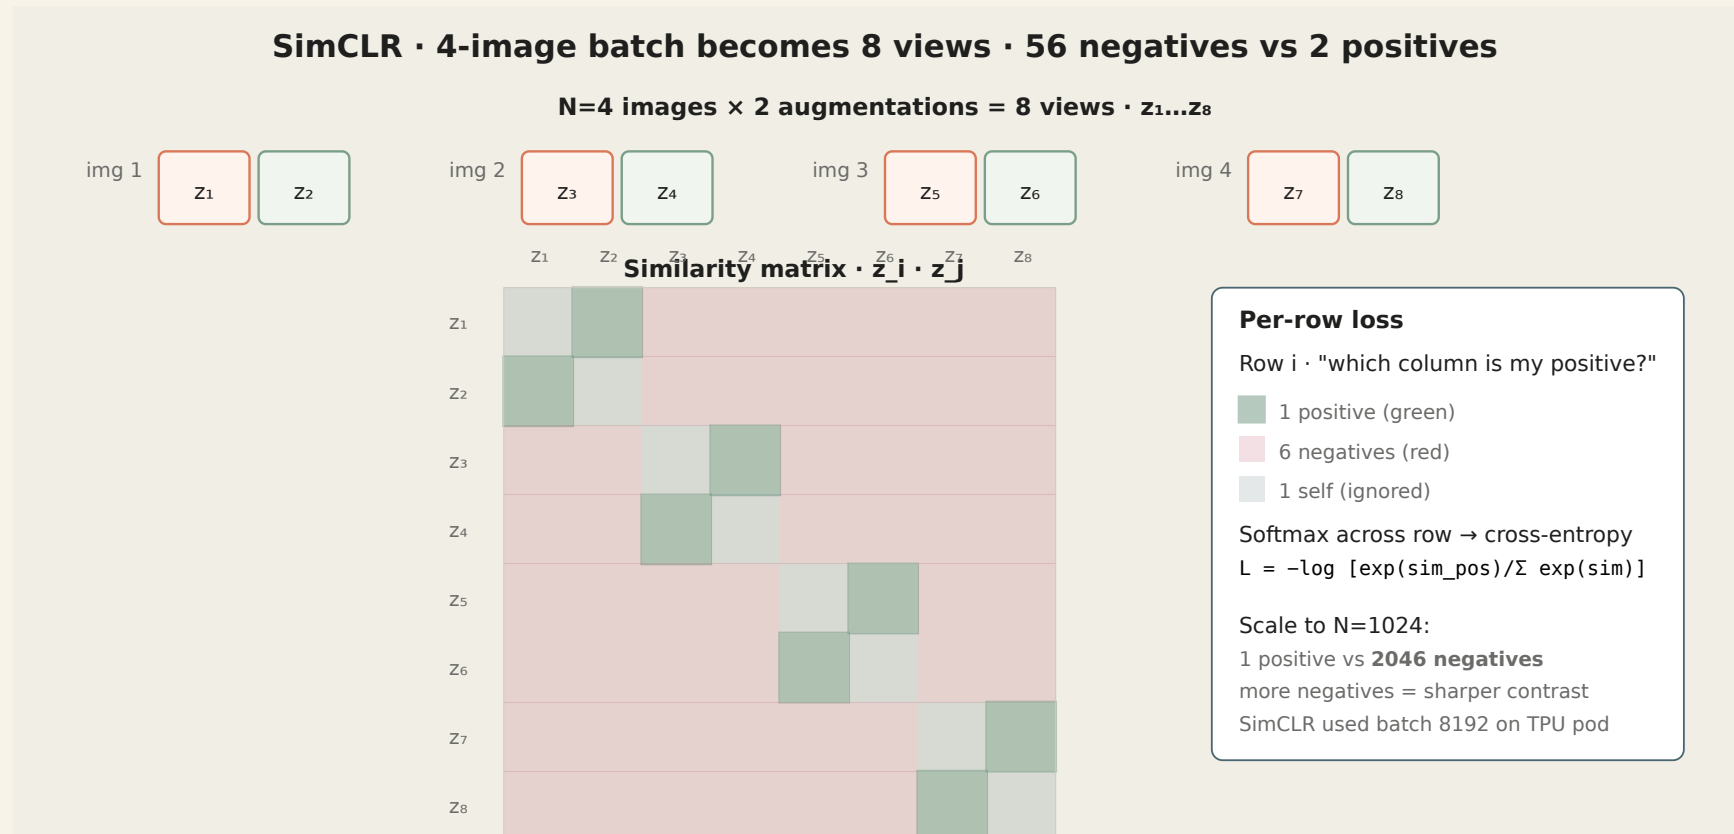 SimCLR · 4-image batch becomes 8 views · 56 negatives vs 2 positives
N=4 images × 2 augmentations = 8 views · z₁…z₈
img 1 z₁ z₂ img 2 z₃ z₄ img 3 z₅ z₆ img 4 z₇ z₈
z₁ z₂ z₃ z₄ z₅ z₆ z₇ z₈
Similarity matrix · z_i · z_j
z₁
z₂
z₃
z₄
z₅
z₆
z₇
z₈
Per-row loss
Row i · "which column is my positive?"
1 positive (green)
6 negatives (red)
1 self (ignored)
Softmax across row → cross-entropy
L = −log [exp(sim_pos)/Σ exp(sim)]
Scale to N=1024:
1 positive vs 2046 negatives
more negatives = sharper contrast
SimCLR used batch 8192 on TPU pod